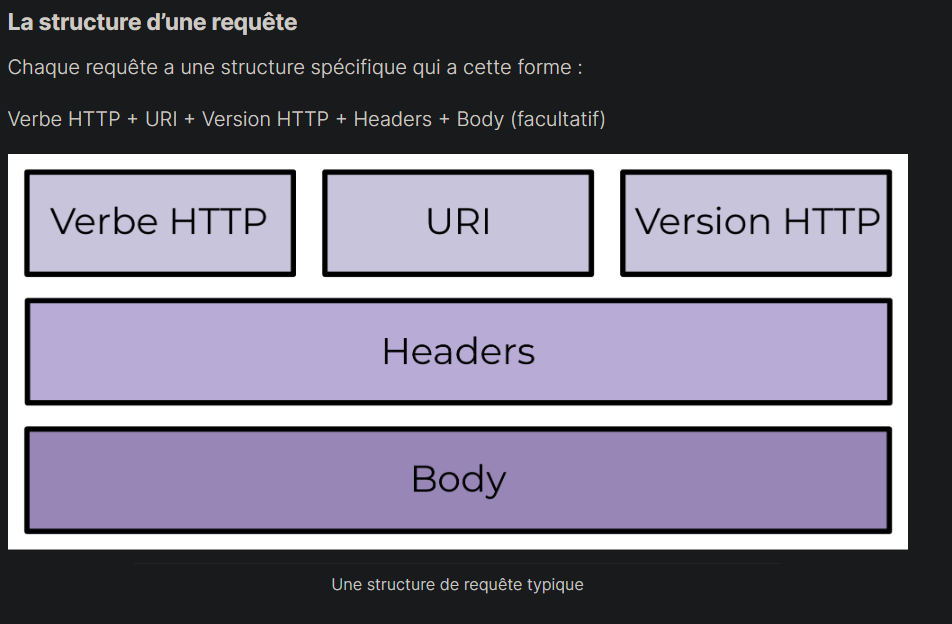 La structure d’une requête
Chaque requête a une structure spécifique qui a cette forme :
Verbe HTTP + URI + Version HTTP + Headers + Body (facultatif)
Verbe HTTP
URI
Version HTTP
Headers
Body
Une structure de requête typique